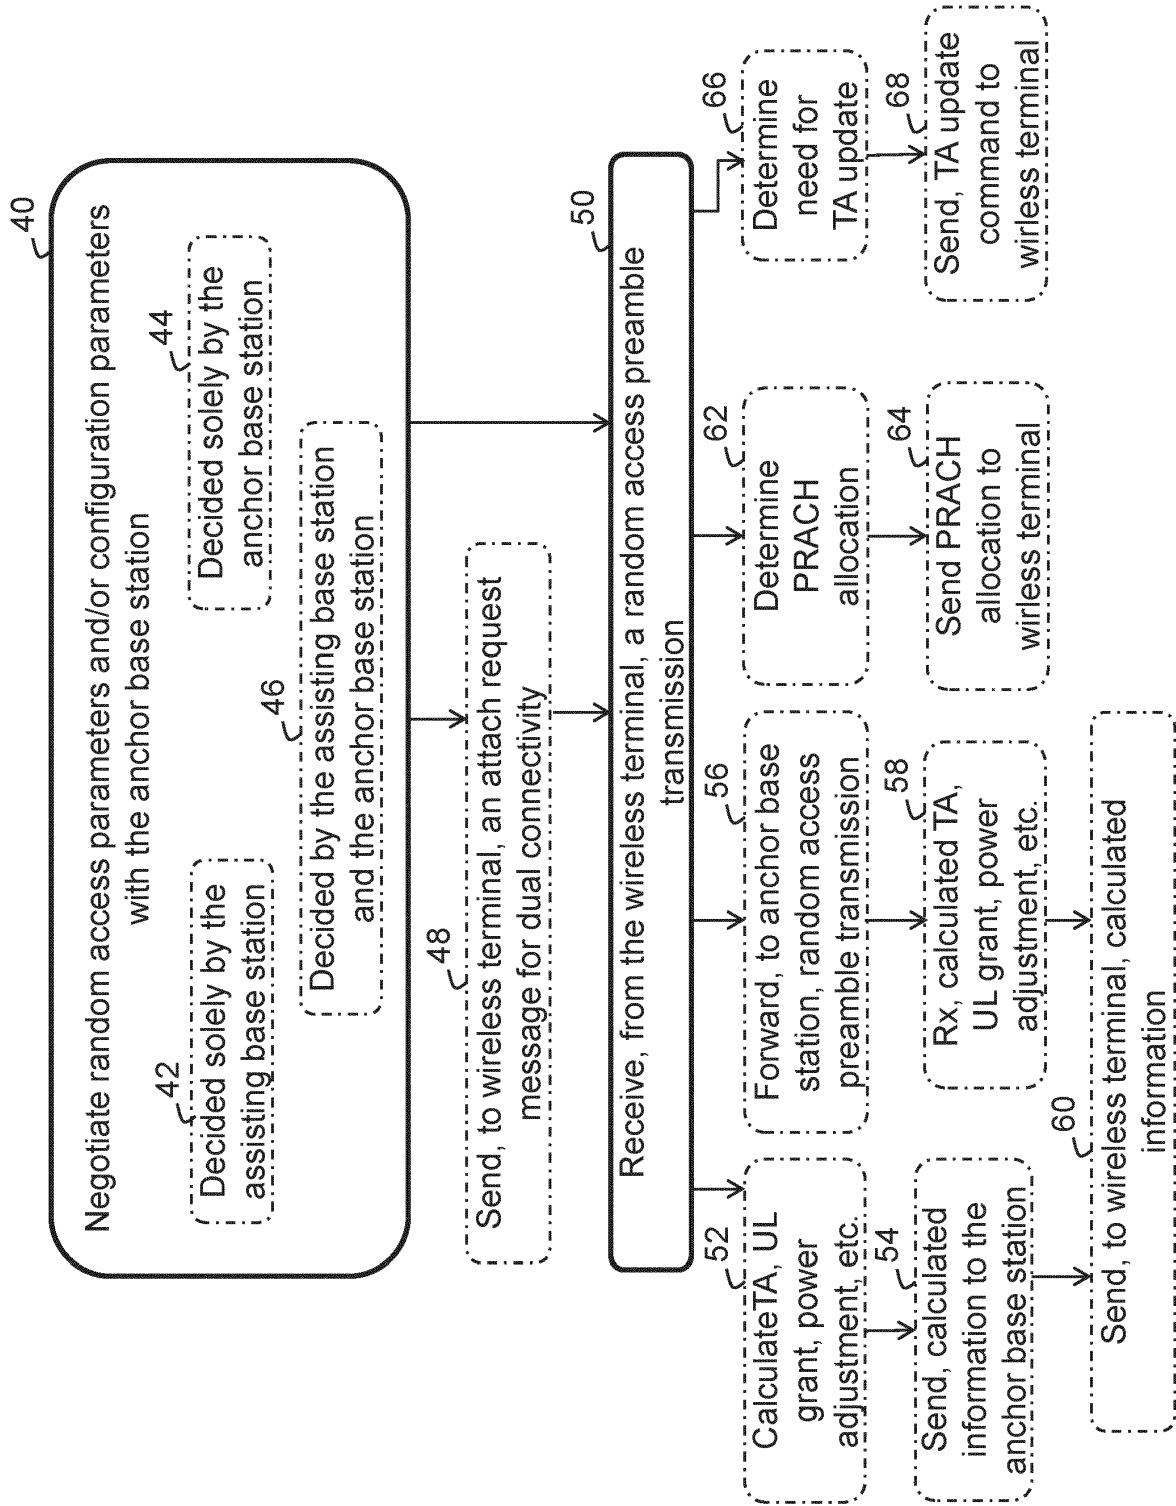 40
Negotiate random access parameters and/or configuration parameters
with the anchor base station
42
Decided solely by the
assisting base station
44
Decided solely by the
anchor base station
46
Decided by the assisting base station
and the anchor base station
48
Send, to wireless terminal, an attach request
message for dual connectivity
50
Receive, from the wireless terminal, a random access preamble
transmission
52
Calculate TA, UL
grant, power
adjustment, etc.
54
Send, calculated
information to the
anchor base station
56
Forward, to anchor base
station, random access
preamble transmission
58
Rx, calculated TA,
UL grant, power
adjustment, etc.
60
Send, to wireless terminal, calculated
information
62
Determine
PRACH
allocation
64
Send PRACH
allocation to
wirless terminal
66
Determine
need for
TA update
68
Send, TA update
command to
wirless terminal